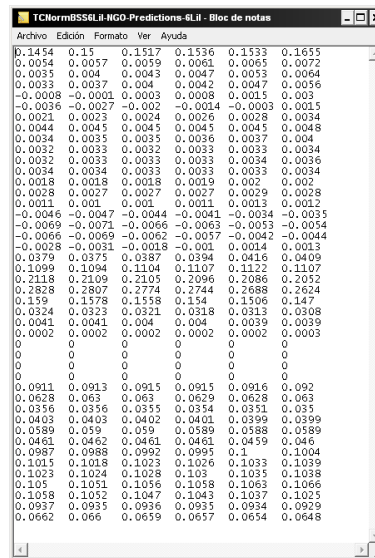 TCNormBSS6Lil-NGO-Predictions-6Lil - Bloc de notas
Archivo Edición Formato Ver Ayuda
0.1454 0.15 0.1517 0.1536 0.1533 0.1655
0.0054 0.0057 0.0059 0.0061 0.0065 0.0072
0.0035 0.004 0.0043 0.0047 0.0053 0.0064
0.0033 0.0037 0.004 0.0042 0.0047 0.0056
-0.0008 -0.0001 0.0003 0.0008 0.0015 0.003
-0.0036 -0.0027 -0.002 -0.0014 -0.0003 0.0015
0.0021 0.0023 0.0024 0.0026 0.0028 0.0034
0.0044 0.0045 0.0045 0.0045 0.0045 0.0048
0.0034 0.0035 0.0035 0.0036 0.0037 0.004
0.0032 0.0033 0.0032 0.0033 0.0033 0.0034
0.0032 0.0033 0.0033 0.0033 0.0034 0.0036
0.0034 0.0034 0.0033 0.0033 0.0033 0.0034
0.0018 0.0018 0.0018 0.0019 0.002 0.002
0.0028 0.0027 0.0027 0.0027 0.0029 0.0028
0.0011 0.001 0.001 0.0011 0.0013 0.0012
-0.0046 -0.0047 -0.0044 -0.0041 -0.0034 -0.0035
-0.0069 -0.0071 -0.0066 -0.0063 -0.0053 -0.0054
-0.0066 -0.0069 -0.0062 -0.0057 -0.0042 -0.0044
-0.0028 -0.0031 -0.0018 -0.001 0.0014 0.0013
0.0379 0.0375 0.0387 0.0394 0.0416 0.0409
0.1099 0.1094 0.1104 0.1107 0.1122 0.1107
0.2118 0.2109 0.2105 0.2096 0.2086 0.2052
0.2828 0.2807 0.2774 0.2744 0.2688 0.2624
0.159 0.1578 0.1558 0.154 0.1506 0.147
0.0324 0.0323 0.0321 0.0318 0.0313 0.0308
0.0041 0.0041 0.004 0.004 0.0039 0.0039
0.0002 0.0002 0.0002 0.0002 0.0002 0.0003
0 0 0 0 0 0
0 0 0 0 0 0
0 0 0 0 0 0
0 0 0 0 0 0
0.0911 0.0913 0.0915 0.0915 0.0916 0.092
0.0628 0.063 0.063 0.0629 0.0628 0.063
0.0356 0.0356 0.0355 0.0354 0.0351 0.035
0.0403 0.0403 0.0402 0.0401 0.0399 0.0399
0.0589 0.059 0.059 0.0589 0.0588 0.0589
0.0461 0.0462 0.0461 0.0461 0.0459 0.046
0.0987 0.0988 0.0992 0.0995 0.1 0.1004
0.1015 0.1018 0.1023 0.1026 0.1033 0.1039
0.1023 0.1024 0.1028 0.103 0.1035 0.1038
0.105 0.1051 0.1056 0.1058 0.1063 0.1066
0.1058 0.1052 0.1047 0.1043 0.1037 0.1025
0.0937 0.0935 0.0936 0.0935 0.0934 0.0929
0.0662 0.066 0.0659 0.0657 0.0654 0.0648